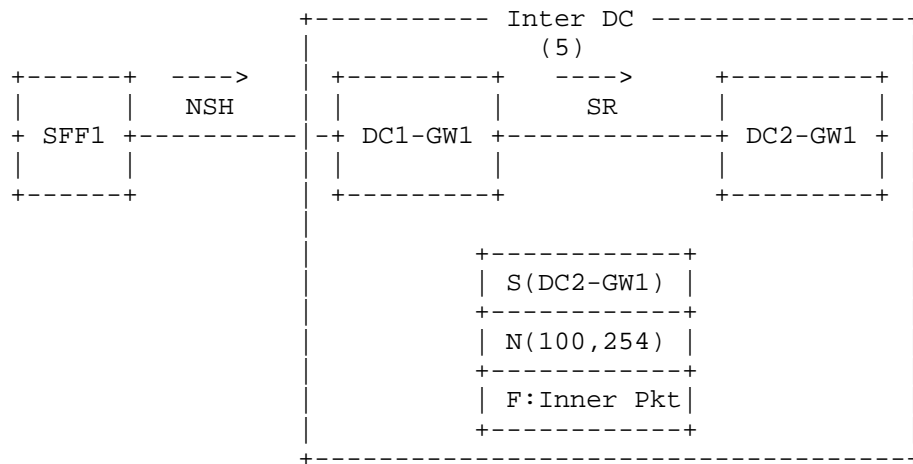 Inter DC
(5)
----> ---->
NSH SR
SFF1 DC1-GW1 DC2-GW1
S(DC2-GW1)
N(100,254)
F:Inner Pkt